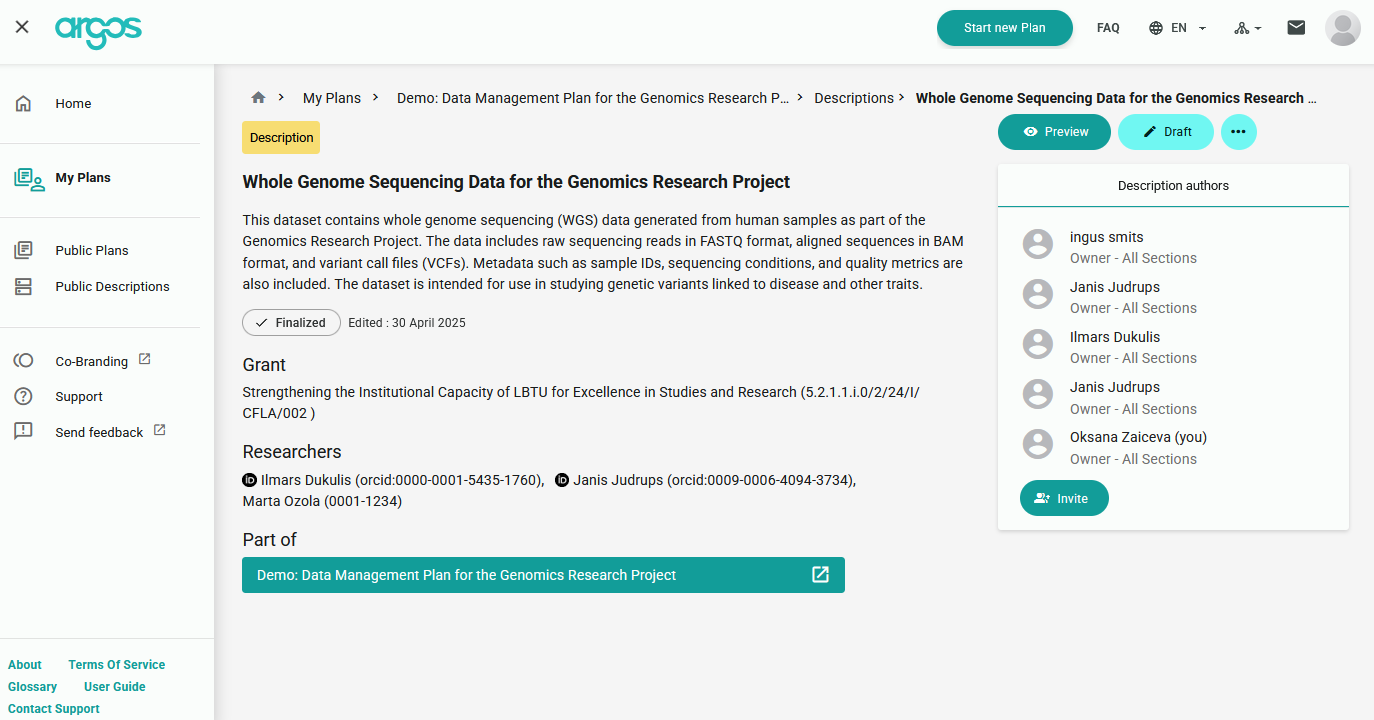 argos
Start new Plan
FAQ
EN
Home
My Plans
Public Plans
Public Descriptions
Co-Branding
Support
Send feedback
About Terms Of Service
Glossary User Guide
Contact Support
My Plans > Demo: Data Management Plan for the Genomics Research P... > Descriptions > Whole Genome Sequencing Data for the Genomics Research ...
Description
Whole Genome Sequencing Data for the Genomics Research Project
This dataset contains whole genome sequencing (WGS) data generated from human samples as part of the
Genomics Research Project. The data includes raw sequencing reads in FASTQ format, aligned sequences in BAM
format, and variant call files (VCFs). Metadata such as sample IDs, sequencing conditions, and quality metrics are
also included. The dataset is intended for use in studying genetic variants linked to disease and other traits.
Finalized Edited : 30 April 2025
Grant
Strengthening the Institutional Capacity of LBTU for Excellence in Studies and Research (5.2.1.1.i.0/2/24/I/
CFLA/002 )
Researchers
iD Ilmars Dukulis (orcid:0000-0001-5435-1760), iD Janis Judrups (orcid:0009-0006-4094-3734),
Marta Ozola (0001-1234)
Part of
Demo: Data Management Plan for the Genomics Research Project
Preview Draft
Description authors
ingus smits
Owner - All Sections
Janis Judrups
Owner - All Sections
Ilmars Dukulis
Owner - All Sections
Janis Judrups
Owner - All Sections
Oksana Zaiceva (you)
Owner - All Sections
Invite